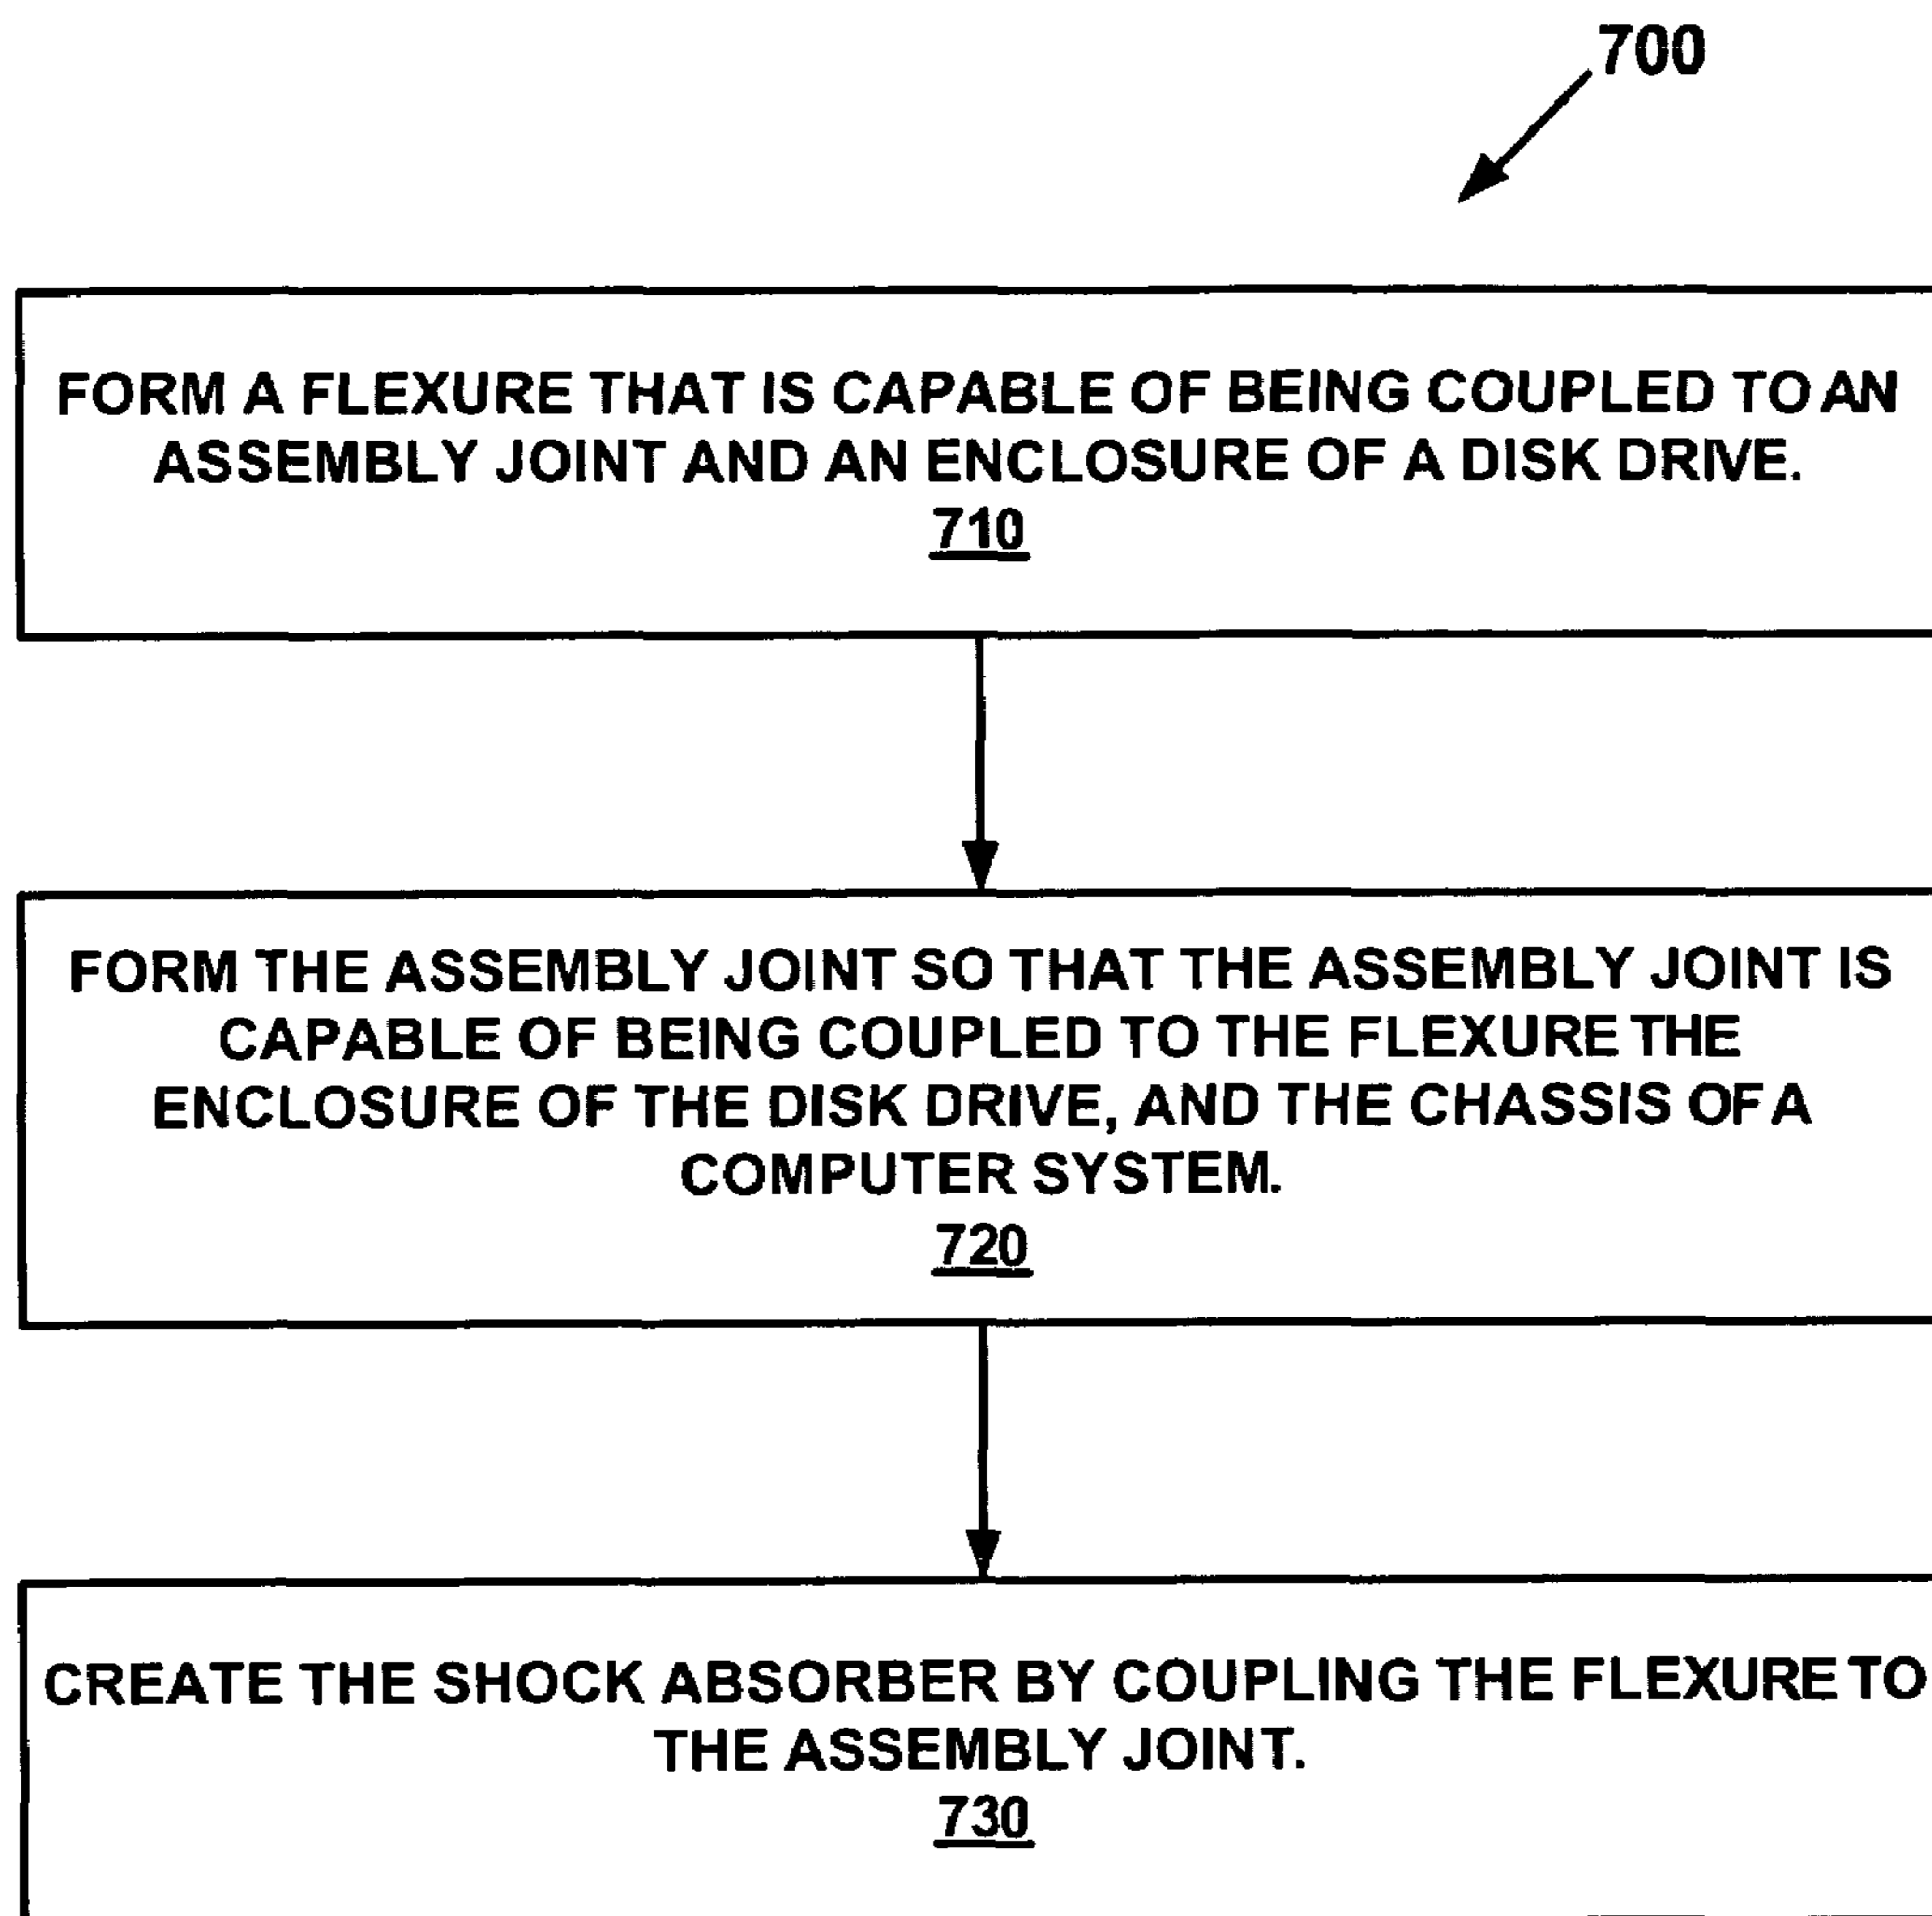 700
FORM A FLEXURE THAT IS CAPABLE OF BEING COUPLED TO AN
ASSEMBLY JOINT AND AN ENCLOSURE OF A DISK DRIVE.
710
FORM THE ASSEMBLY JOINT SO THAT THE ASSEMBLY JOINT IS
CAPABLE OF BEING COUPLED TO THE FLEXURE THE
ENCLOSURE OF THE DISK DRIVE, AND THE CHASSIS OF A
COMPUTER SYSTEM.
720
CREATE THE SHOCK ABSORBER BY COUPLING THE FLEXURE TO
THE ASSEMBLY JOINT.
730